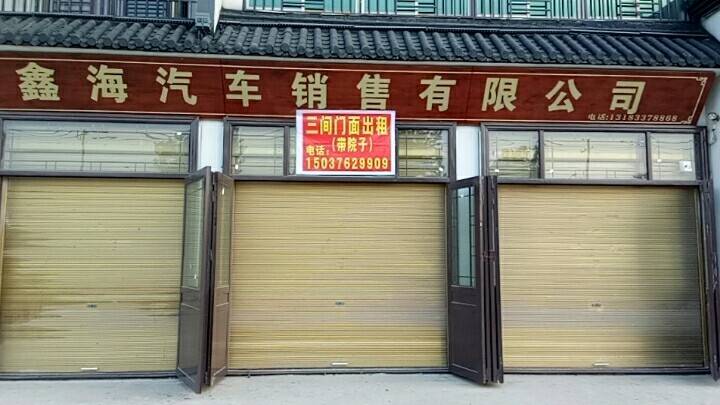 鑫海汽车销售有限公司
电话:13183378868
三间门面出租
(带院子)
电话:
15037629909